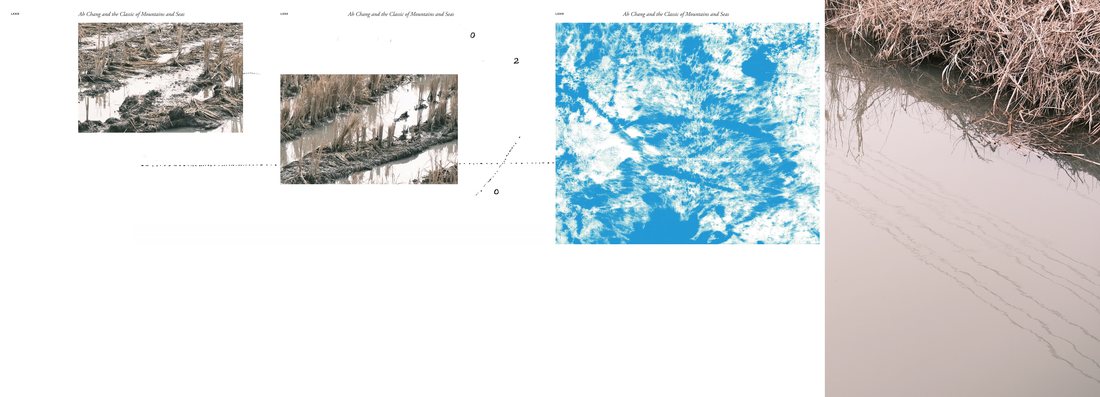 Ah Chang and the Classic of Mountains and Seas
Ah Chang and the Classic of Mountains and Seas
Ah Chang and the Classic of Mountains and Seas
0
2
0